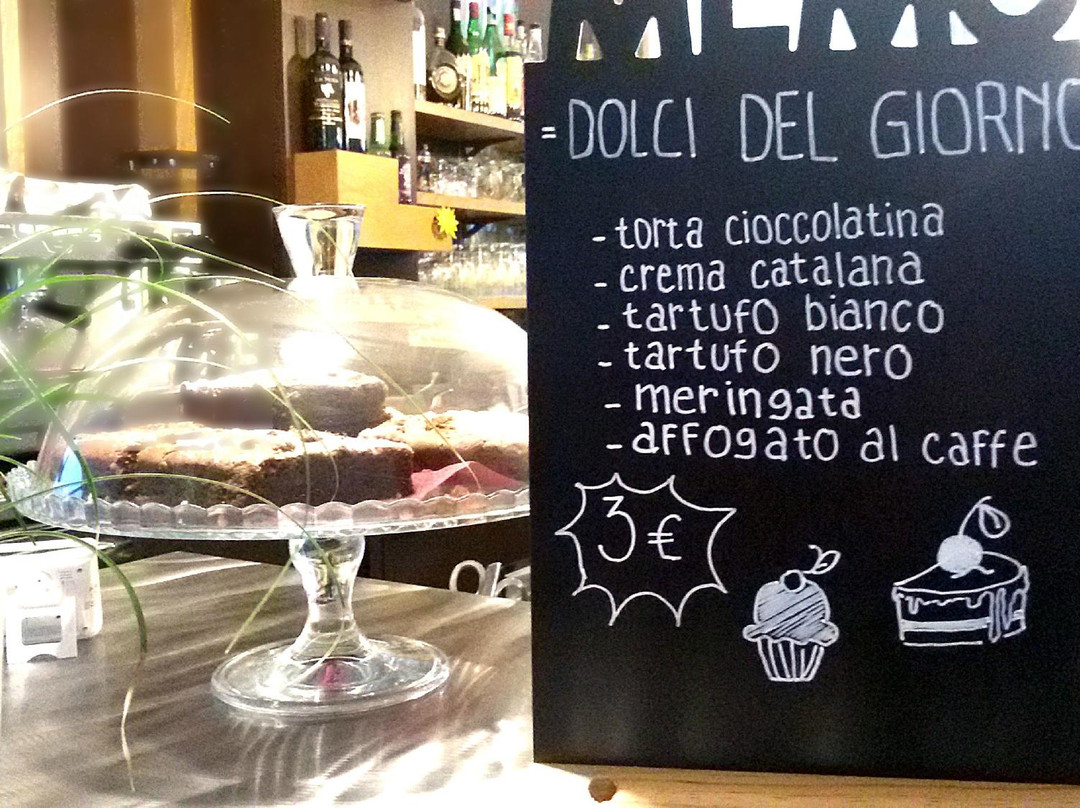 = DOLCI DEL GIORNO
- torta cioccolatina
- crema catalana
- tartufo bianco
- tartufo nero
- meringata
- affogato al caffe
3 €